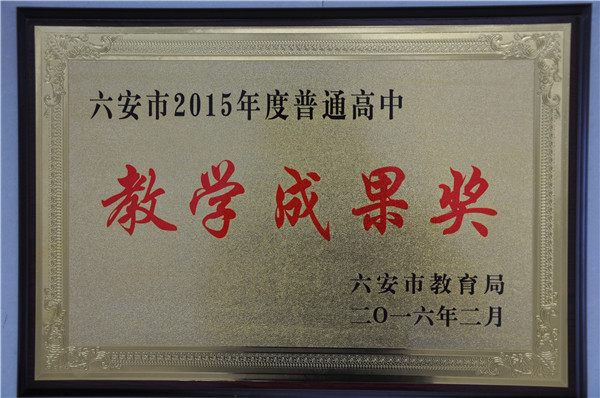 六安市2015年度普通高中
教学成果奖
六安市教育局
二〇一六年二月